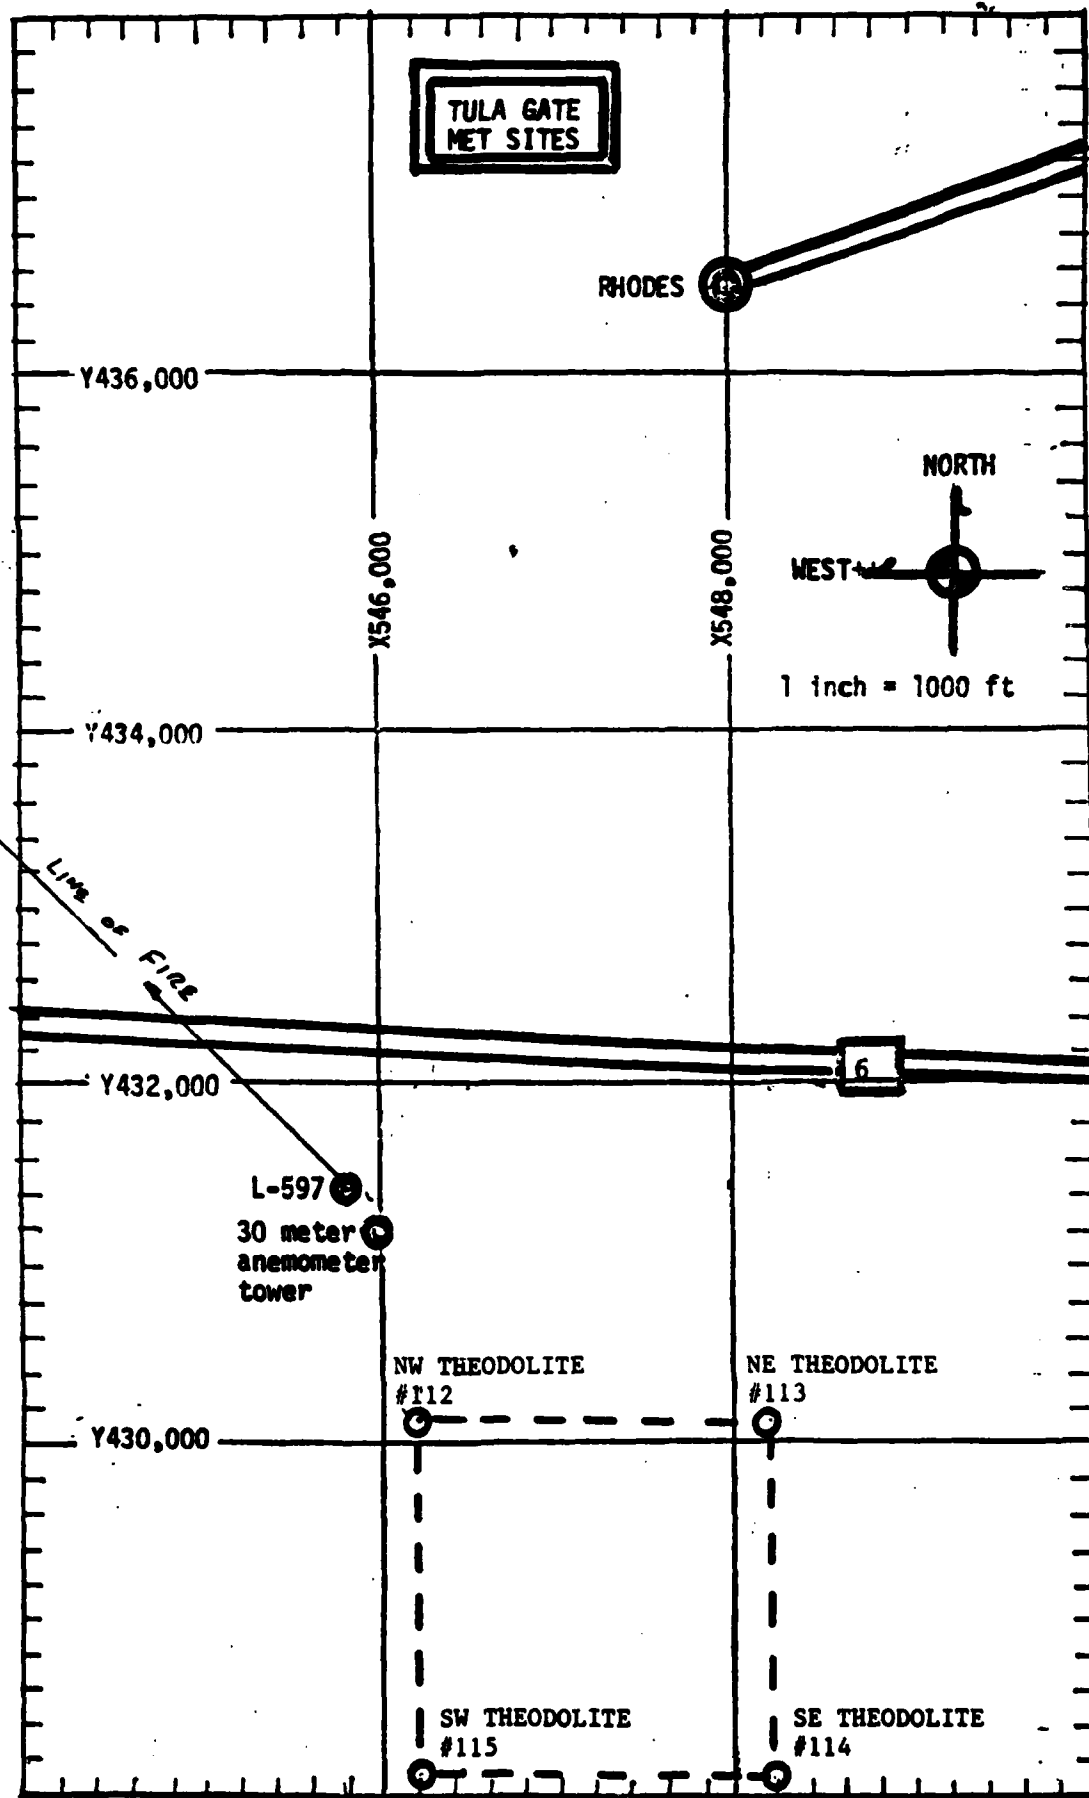 TULA GATE
MET SITES
RHODES
Y436,000
NORTH
X546,000
X548,000
WEST
1 inch = 1000 ft
Y434,000
LINE OF FIRE
6
Y432,000
L-597
30 meter
anemometer
tower
NW THEODOLITE
#112
NE THEODOLITE
#113
Y430,000
SW THEODOLITE
#115
SE THEODOLITE
#114